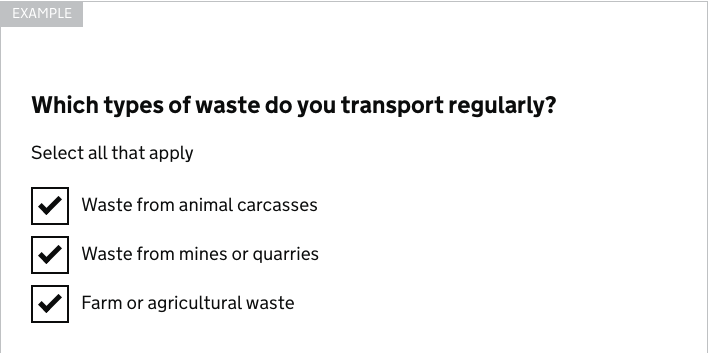 EXAMPLE
Which types of waste do you transport regularly?
Select all that apply
Waste from animal carcasses
Waste from mines or quarries
Farm or agricultural waste